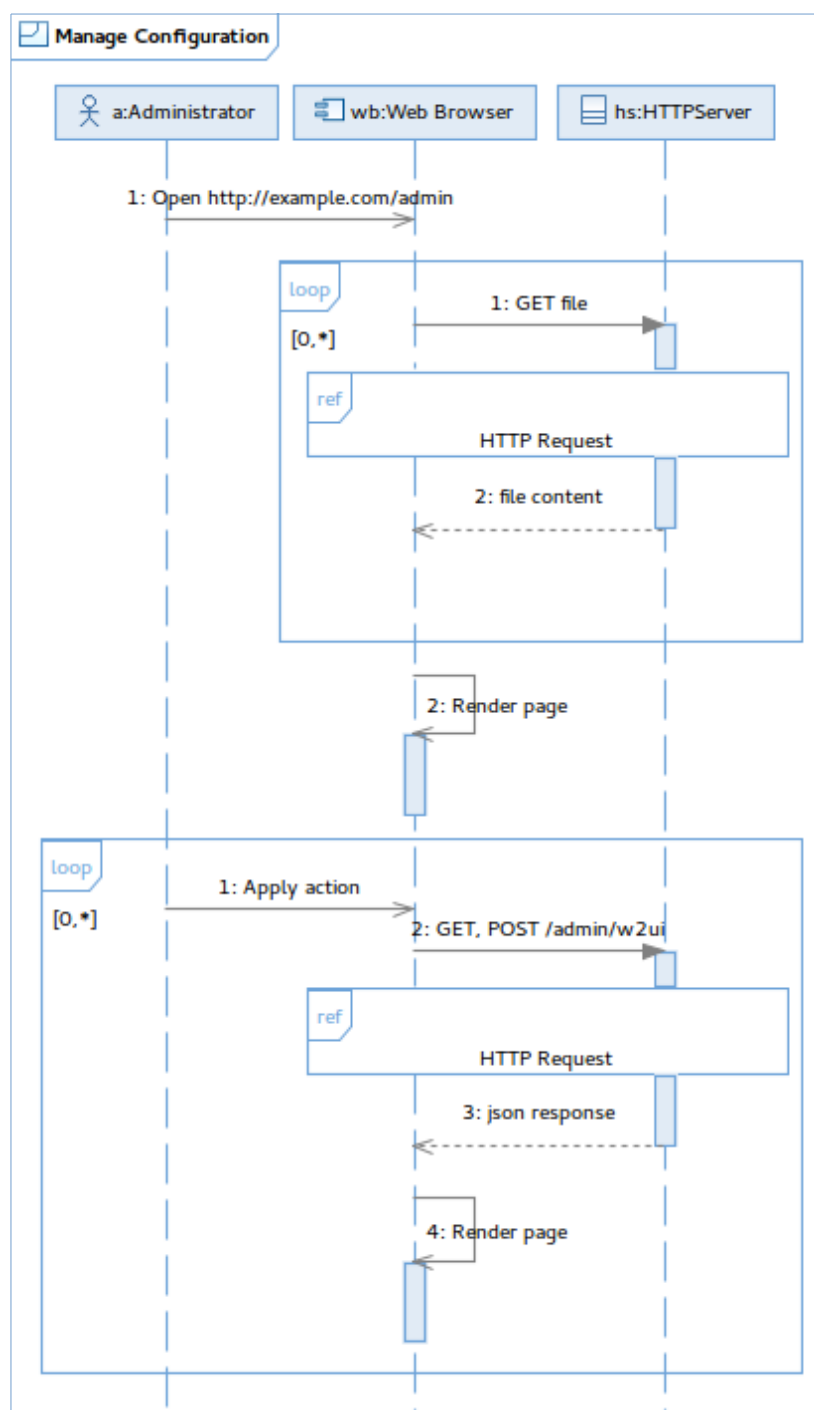 Manage Configuration
a:Administrator
wb:Web Browser
hs:HTTPServer
1: Open http://example.com/admin
loop
1: GET file
[0,*]
ref
HTTP Request
2: file content
2: Render page
loop
1: Apply action
[0,*]
2: GET, POST /admin/w2ui
ref
HTTP Request
3: json response
4: Render page